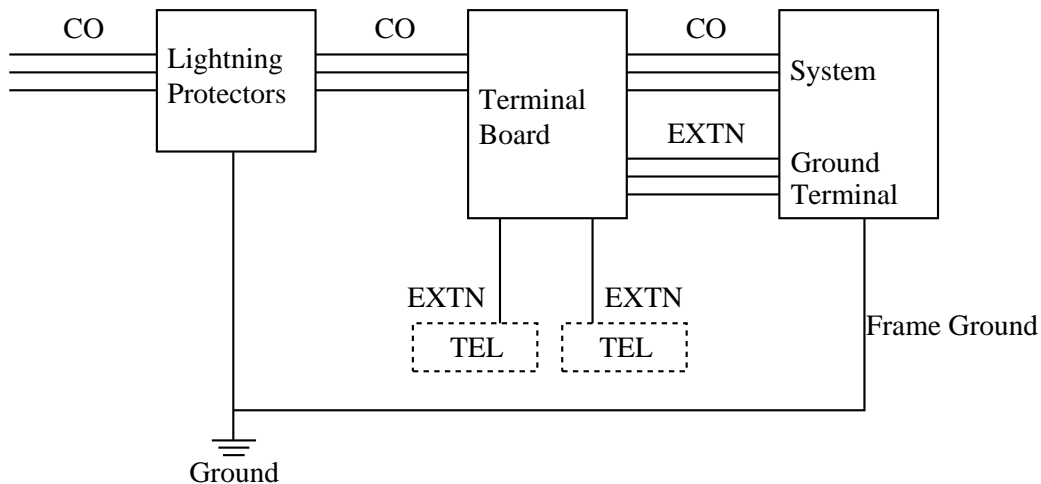 CO
CO
CO
Lightning
Protectors
Terminal
Board
System
EXTN
Ground
Terminal
EXTN
EXTN
TEL
TEL
Frame Ground
Ground